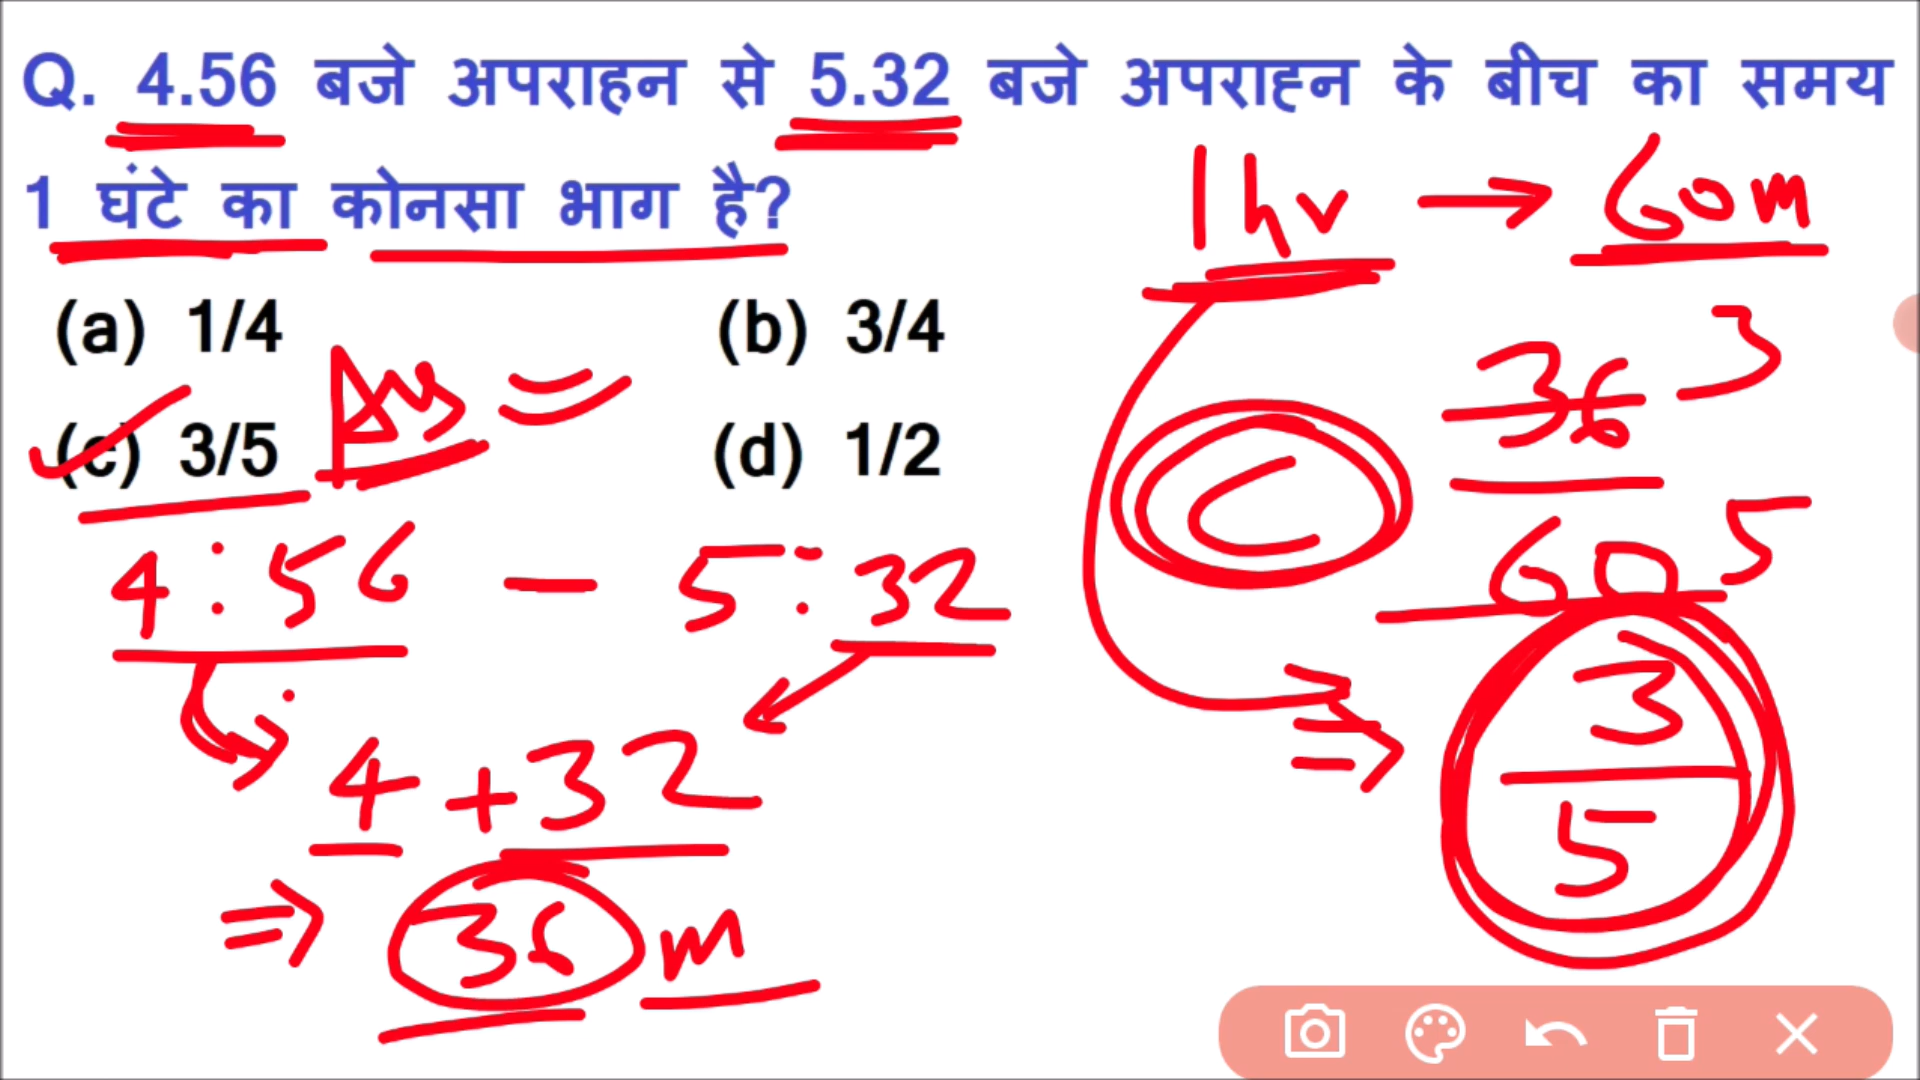 Q. 4.56 बजे अपराहन से 5.32 बजे अपराह्न के बीच का समय
1 घंटे का कोनसा भाग है?
1 hr → 60 m
(a) 1/4
(b) 3/4
(c) 3/5 Ans
(d) 1/2
36 3
60 5
C
4:56 – 5:32
4 + 32
⇒ 36 m
⇒ 3
5